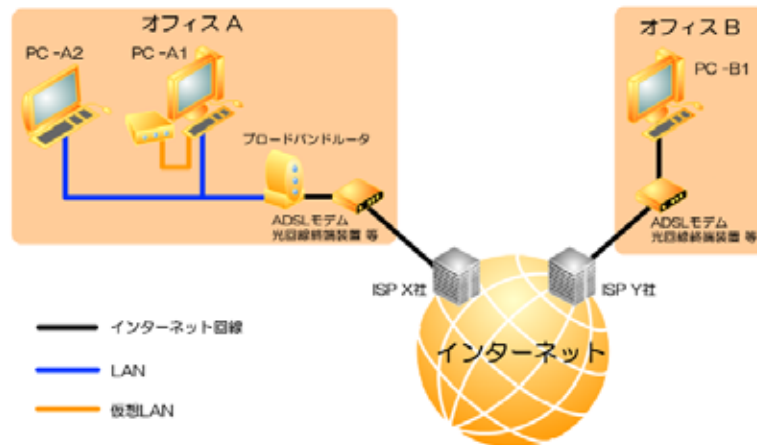 オフィス A
PC -A2
PC -A1
ブロードバンドルータ
ADSLモデム
光回線終端装置 等
オフィス B
PC -B1
ADSLモデム
光回線終端装置 等
ISP X社
ISP Y社
インターネット
インターネット回線
LAN
仮想LAN